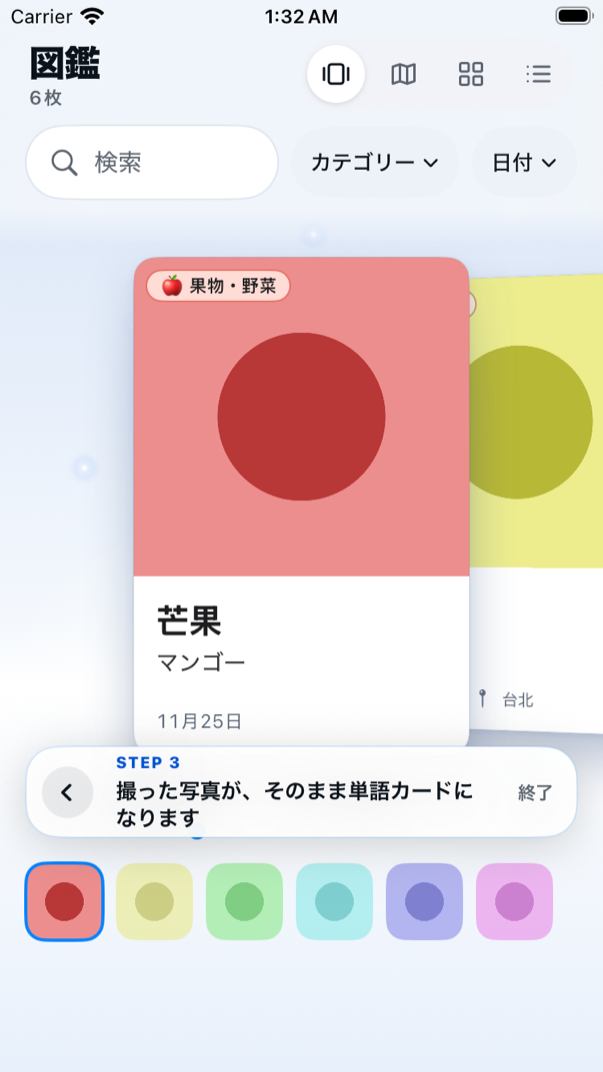 Carrier 1:32 AM
図鑑
6枚
検索 カテゴリー 日付
🍎 果物・野菜
芒果
マンゴー
11月25日
台北
STEP 3
撮った写真が、そのまま単語カードに
なります
終了